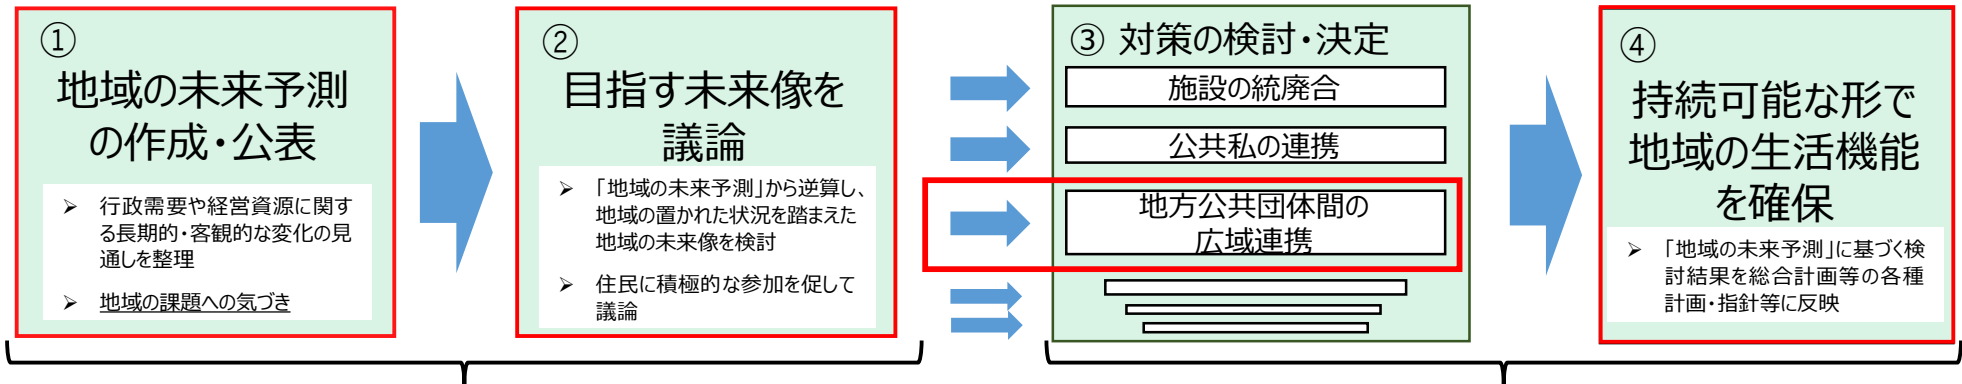 ①
地域の未来予測
の作成・公表
➢ 行政需要や経営資源に関す
る長期的・客観的な変化の見
通しを整理
➢ 地域の課題への気づき
②
目指す未来像を
議論
➢ 「地域の未来予測」から逆算し、
地域の置かれた状況を踏まえた
地域の未来像を検討
➢ 住民に積極的な参加を促して
議論
③ 対策の検討・決定
施設の統廃合
公共私の連携
地方公共団体間の
広域連携
④
持続可能な形で
地域の生活機能
を確保
➢ 「地域の未来予測」に基づく検
討結果を総合計画等の各種
計画・指針等に反映